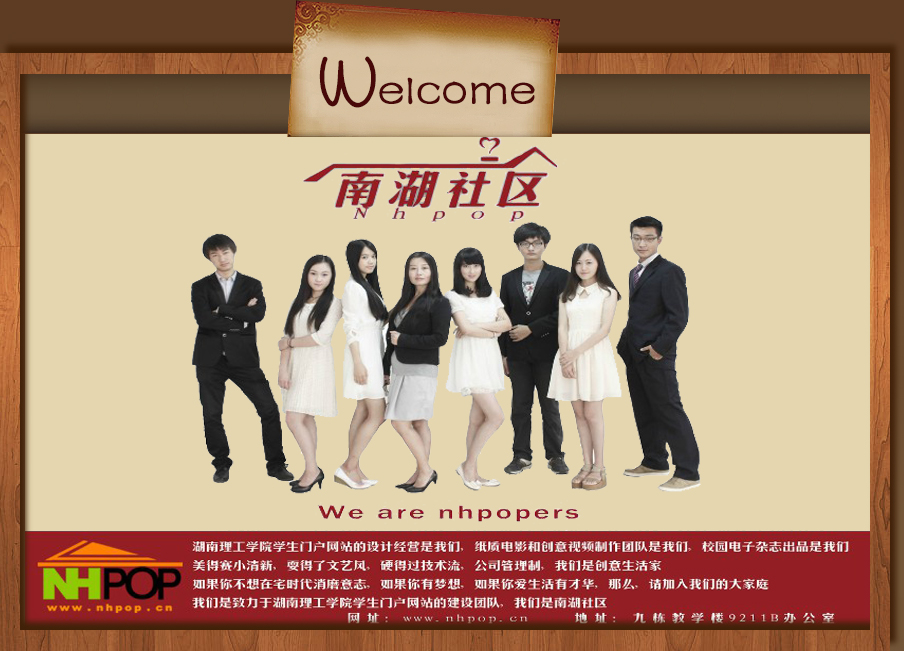 Welcome
南湖社区
Nhpop
We are nhpopers
NHPOP
www.nhpop.cn
湖南理工学院学生门户网站的设计经营是我们，纸质电影和创意视频制作团队是我们，校园电子杂志出品是我们
美得赛小清新，耍得了文艺风，硬得过技术流，公司管理制，我们是创意生活家
如果你不想在宅时代消磨意志，如果你有梦想，如果你爱生活有才华，那么，请加入我们的大家庭
我们是致力于湖南理工学院学生门户网站的建设团队，我们是南湖社区
网址：www.nhpop.cn 地址：九栋教学楼9211B办公室